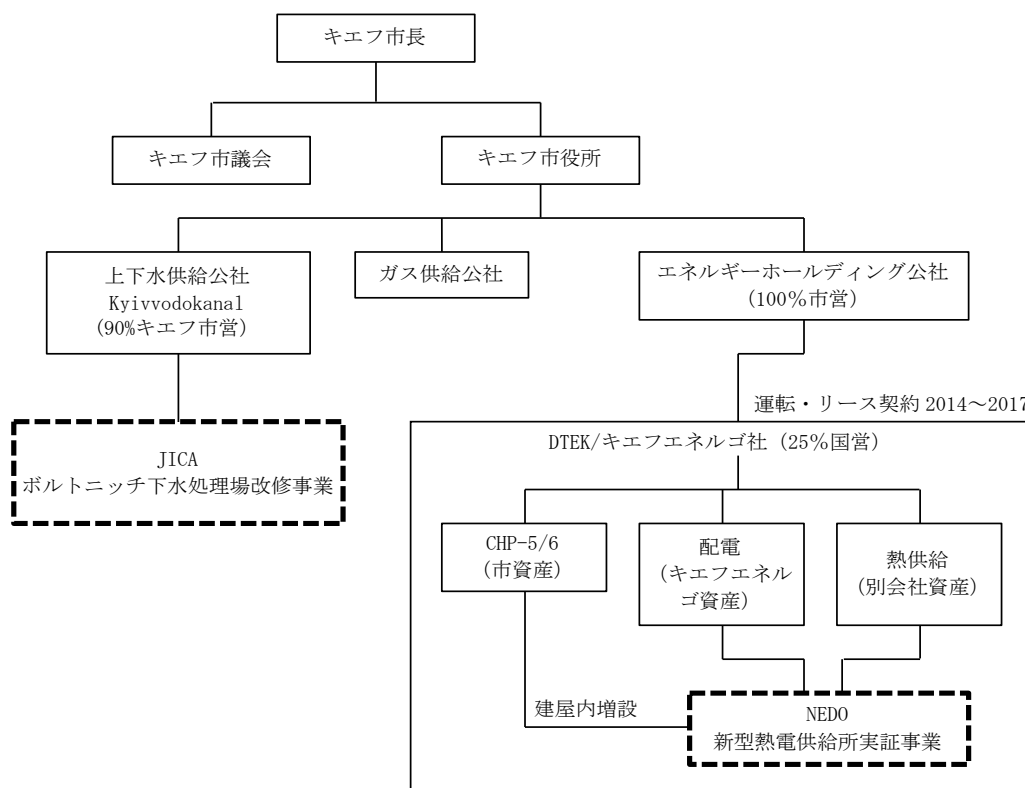 キエフ市長
キエフ市議会
キエフ市役所
上下水供給公社
Kyivvodokanal
(90%キエフ市営)
ガス供給公社
エネルギーホールディング公社
(100％市営)
運転・リース契約 2014～2017
JICA
ボルトニッチ下水処理場改修事業
DTEK/キエフエネルゴ社（25%国営）
CHP-5/6
(市資産)
配電
(キエフエネル
ゴ資産)
熱供給
(別会社資産)
建屋内増設
NEDO
新型熱電供給所実証事業